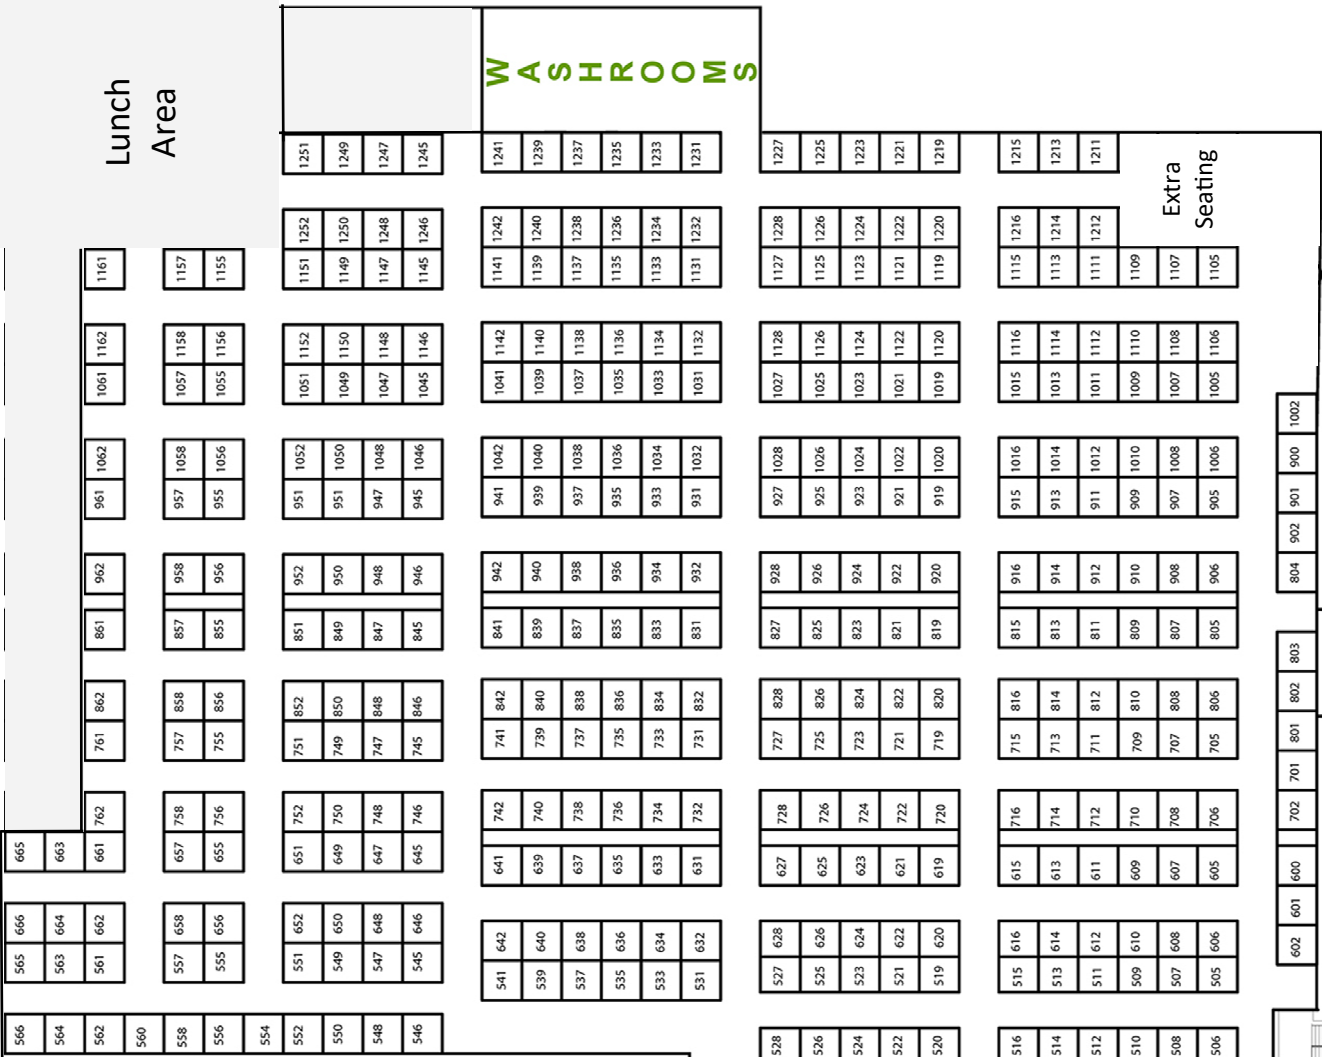 Lunch
Area
WASHROOMS
Extra
Seating
1251 1249 1247 1245 1241 1239 1237 1235 1233 1231 1227 1225 1223 1221 1219 1215 1213 1211
1252 1250 1248 1246 1242 1240 1238 1236 1234 1232 1228 1226 1224 1222 1220 1216 1214 1212
1161 1157 1155 1151 1149 1147 1145 1141 1139 1137 1135 1133 1131 1127 1125 1123 1121 1119 1115 1113 1111 1109 1107 1105
1162 1158 1156 1152 1150 1148 1146 1142 1140 1138 1136 1134 1132 1128 1126 1124 1122 1120 1116 1114 1112 1110 1108 1106
1061 1057 1055 1051 1049 1047 1045 1041 1039 1037 1035 1033 1031 1027 1025 1023 1021 1019 1015 1013 1011 1009 1007 1005
1062 1058 1056 1052 1050 1048 1046 1042 1040 1038 1036 1034 1032 1028 1026 1024 1022 1020 1016 1014 1012 1010 1008 1006
961 957 955 951 951 947 945 941 939 937 935 933 931 927 925 923 921 919 915 913 911 909 907 905
962 958 956 952 950 948 946 942 940 938 936 934 932 928 926 924 922 920 916 914 912 910 908 906
861 857 855 851 849 847 845 841 839 837 835 833 831 827 825 823 821 819 815 813 811 809 807 805
862 858 856 852 850 848 846 842 840 838 836 834 832 828 826 824 822 820 816 814 812 810 808 806
761 757 755 751 749 747 745 741 739 737 735 733 731 727 725 723 721 719 715 713 711 709 707 705
762 758 756 752 750 748 746 742 740 738 736 734 732 728 726 724 722 720 716 714 712 710 708 706
665 663 661 657 655 651 649 647 645 641 639 637 635 633 631 627 625 623 621 619 615 613 611 609 607 605
666 664 662 658 656 652 650 648 646 642 640 638 636 634 632 628 626 624 622 620 616 614 612 610 608 606
565 563 561 557 555 551 549 547 545 541 539 537 535 533 531 527 525 523 521 519 515 513 511 509 507 505
566 564 562 560 558 556 554 552 550 548 546 528 526 524 522 520 516 514 512 510 508 506
1002
900
901
902
804
803
802
801
701
702
600
601
602